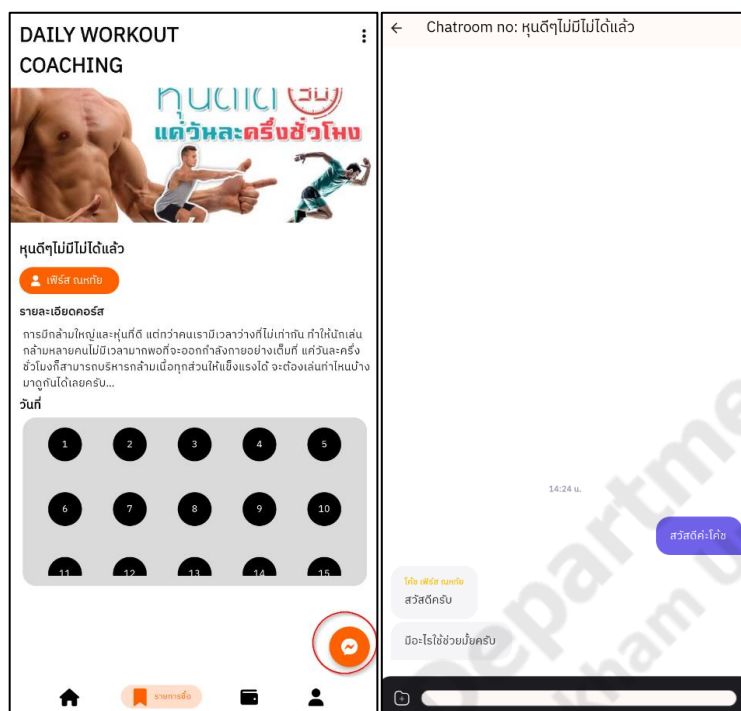 DAILY WORKOUT
COACHING
แค่วันละครึ่งชั่วโมง
หุนดีๆไม่มีไม่ได้แล้ว
เฟิร์ส ณหทัย
รายละเอียดคอร์ส
การมีกล้ามใหญ่และหุ่นที่ดี แต่ทว่าคนเรามีเวลาว่างที่ไม่เท่ากัน ทำให้นักเล่น
กล้ามหลายคนไม่มีเวลามากพอที่จะออกกำลังกายอย่างเต็มที่ แค่วันละครึ่ง
ชั่วโมงก็สามารถบริหารกล้ามเนื้อทุกส่วนให้แข็งแรงได้ จะต้องเล่นท่าไหนบ้าง
มาดูกันได้เลยครับ...
วันที่
1 2 3 4 5
6 7 8 9 10
11 12 13 14 15
รายการซื้อ
Chatroom no: หุนดีๆไม่มีไม่ได้แล้ว
14:24 น.
สวัสดีค่ะโค้ช
โค้ช เฟิร์ส ณหทัย
สวัสดีครับ
มีอะไรใช้ช่วยมั้ยครับ